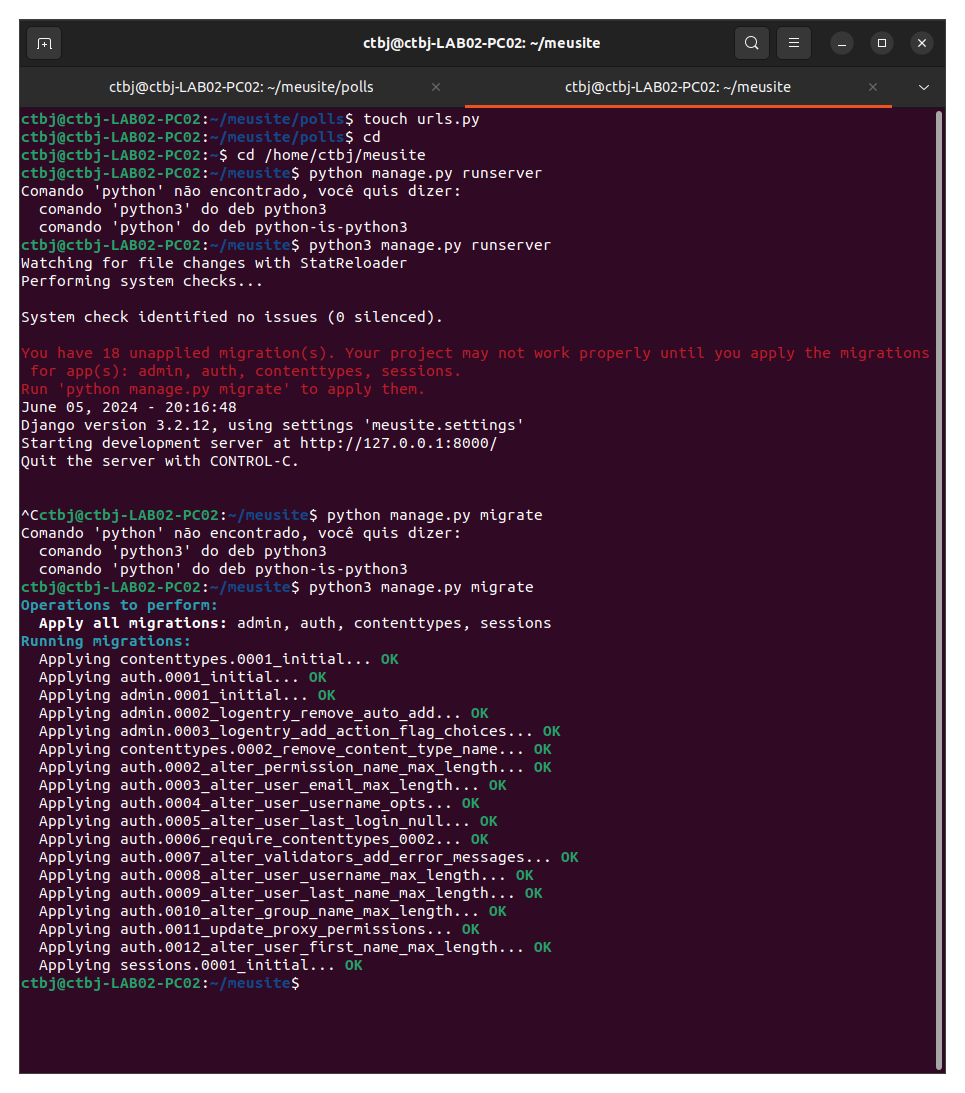 ctbj@ctbj-LAB02-PC02: ~/meusite
ctbj@ctbj-LAB02-PC02: ~/meusite/polls
ctbj@ctbj-LAB02-PC02: ~/meusite
ctbj@ctbj-LAB02-PC02:~/meusite/polls$ touch urls.py
ctbj@ctbj-LAB02-PC02:~/meusite/polls$ cd
ctbj@ctbj-LAB02-PC02:~$ cd /home/ctbj/meusite
ctbj@ctbj-LAB02-PC02:~/meusite$ python manage.py runserver
Comando 'python' não encontrado, você quis dizer:
  comando 'python3' do deb python3
  comando 'python' do deb python-is-python3
ctbj@ctbj-LAB02-PC02:~/meusite$ python3 manage.py runserver
Watching for file changes with StatReloader
Performing system checks...
System check identified no issues (0 silenced).
You have 18 unapplied migration(s). Your project may not work properly until you apply the migrations
 for app(s): admin, auth, contenttypes, sessions.
Run 'python manage.py migrate' to apply them.
June 05, 2024 - 20:16:48
Django version 3.2.12, using settings 'meusite.settings'
Starting development server at http://127.0.0.1:8000/
Quit the server with CONTROL-C.
^Cctbj@ctbj-LAB02-PC02:~/meusite$ python manage.py migrate
Comando 'python' não encontrado, você quis dizer:
  comando 'python3' do deb python3
  comando 'python' do deb python-is-python3
ctbj@ctbj-LAB02-PC02:~/meusite$ python3 manage.py migrate
Operations to perform:
  Apply all migrations: admin, auth, contenttypes, sessions
Running migrations:
  Applying contenttypes.0001_initial... OK
  Applying auth.0001_initial... OK
  Applying admin.0001_initial... OK
  Applying admin.0002_logentry_remove_auto_add... OK
  Applying admin.0003_logentry_add_action_flag_choices... OK
  Applying contenttypes.0002_remove_content_type_name... OK
  Applying auth.0002_alter_permission_name_max_length... OK
  Applying auth.0003_alter_user_email_max_length... OK
  Applying auth.0004_alter_user_username_opts... OK
  Applying auth.0005_alter_user_last_login_null... OK
  Applying auth.0006_require_contenttypes_0002... OK
  Applying auth.0007_alter_validators_add_error_messages... OK
  Applying auth.0008_alter_user_username_max_length... OK
  Applying auth.0009_alter_user_last_name_max_length... OK
  Applying auth.0010_alter_group_name_max_length... OK
  Applying auth.0011_update_proxy_permissions... OK
  Applying auth.0012_alter_user_first_name_max_length... OK
  Applying sessions.0001_initial... OK
ctbj@ctbj-LAB02-PC02:~/meusite$